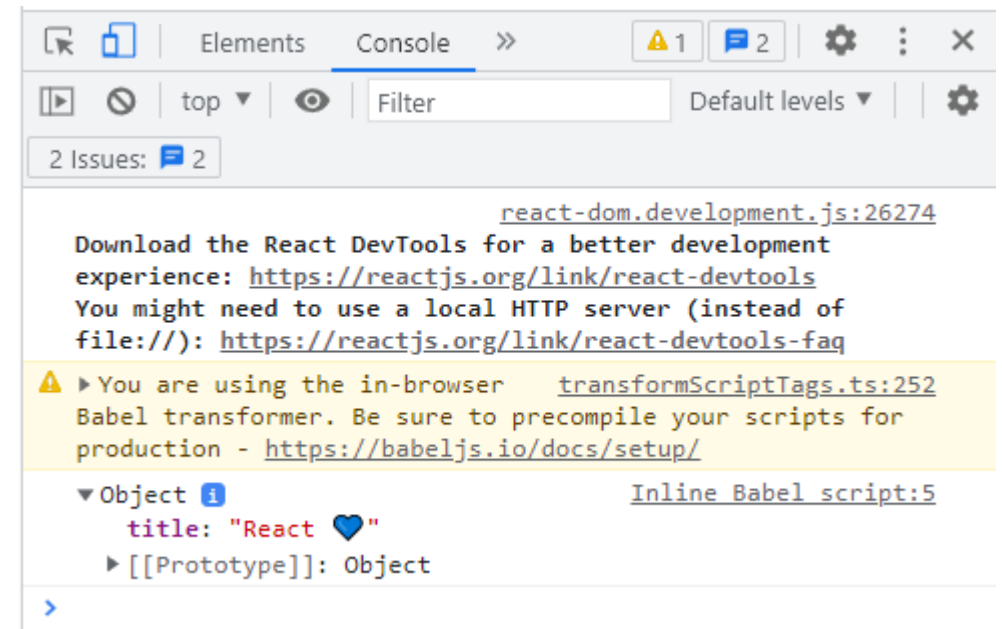 Elements Console »
1 2
top Filter Default levels
2 Issues: 2
react-dom.development.js:26274
Download the React DevTools for a better development
experience: https://reactjs.org/link/react-devtools
You might need to use a local HTTP server (instead of
file://): https://reactjs.org/link/react-devtools-faq
You are using the in-browser transformScriptTags.ts:252
Babel transformer. Be sure to precompile your scripts for
production - https://babeljs.io/docs/setup/
Object i Inline Babel script:5
title: "React 💙"
[[Prototype]]: Object